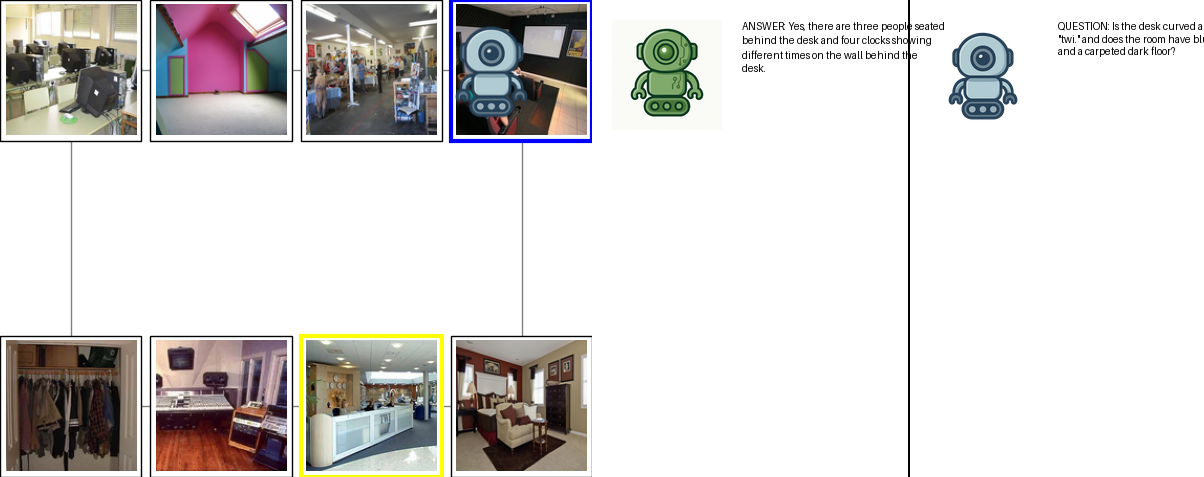 ANSWER: Yes, there are three people seated
behind the desk and four clocks showing
different times on the wall behind the
desk.
QUESTION: Is the desk curved a
"twi," and does the room have bl
and a carpeted dark floor?